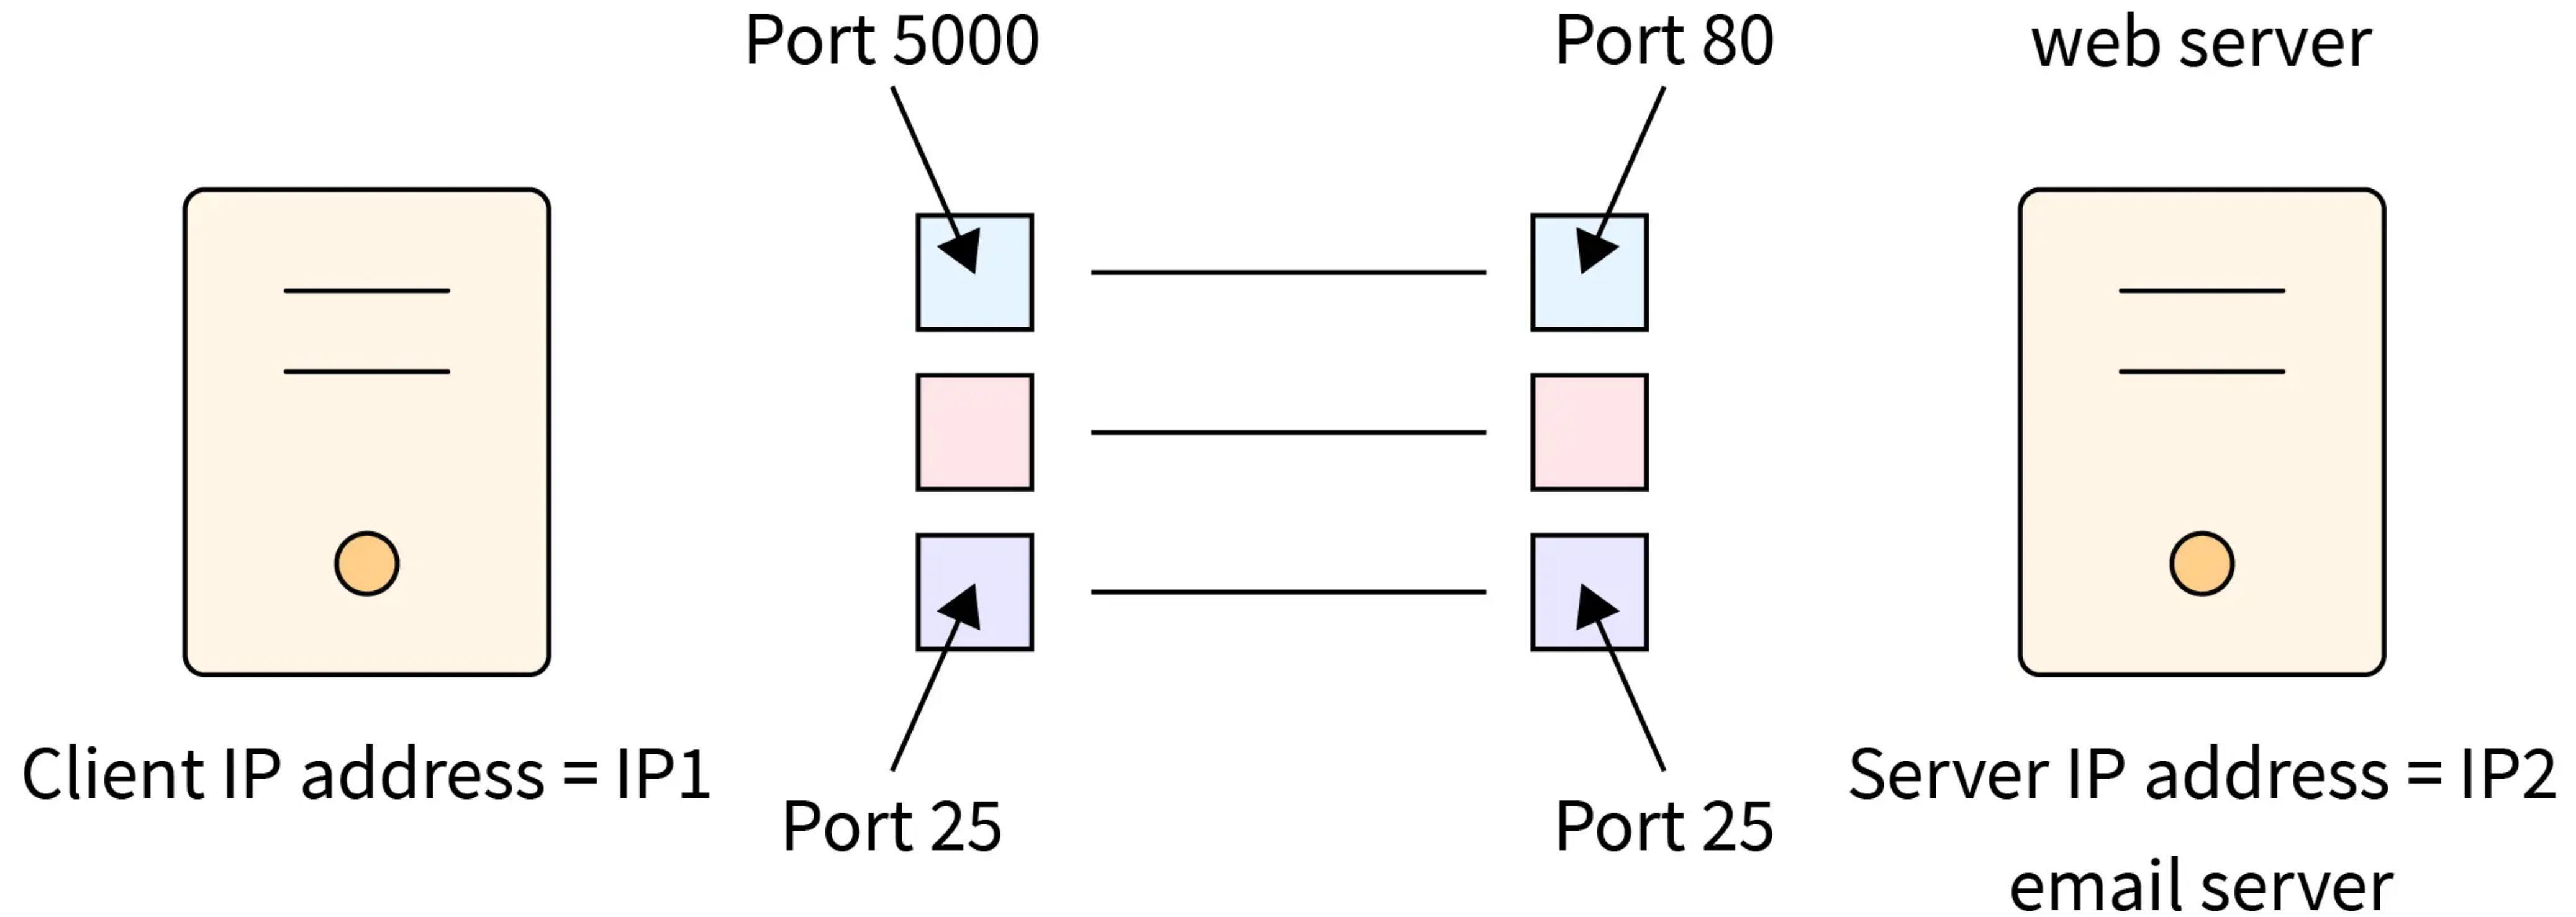 Port 5000
Port 80
web server
Client IP address = IP1
Server IP address = IP2
Port 25
Port 25
email server